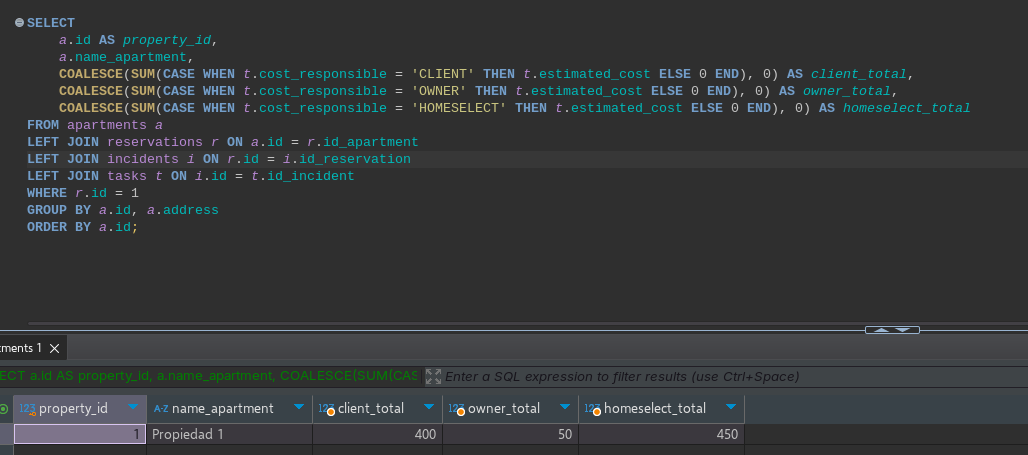 SELECT
a.id AS property_id,
a.name_apartment,
COALESCE(SUM(CASE WHEN t.cost_responsible = 'CLIENT' THEN t.estimated_cost ELSE 0 END), 0) AS client_total,
COALESCE(SUM(CASE WHEN t.cost_responsible = 'OWNER' THEN t.estimated_cost ELSE 0 END), 0) AS owner_total,
COALESCE(SUM(CASE WHEN t.cost_responsible = 'HOMESELECT' THEN t.estimated_cost ELSE 0 END), 0) AS homeselect_total
FROM apartments a
LEFT JOIN reservations r ON a.id = r.id_apartment
LEFT JOIN incidents i ON r.id = i.id_reservation
LEFT JOIN tasks t ON i.id = t.id_incident
WHERE r.id = 1
GROUP BY a.id, a.address
ORDER BY a.id;
tments 1
ECT a.id AS property_id, a.name_apartment, COALESCE(SUM(CAS Enter a SQL expression to filter results (use Ctrl+Space)
123 property_id A-Z name_apartment 123 client_total 123 owner_total 123 homeselect_total
1 Propiedad 1 400 50 450